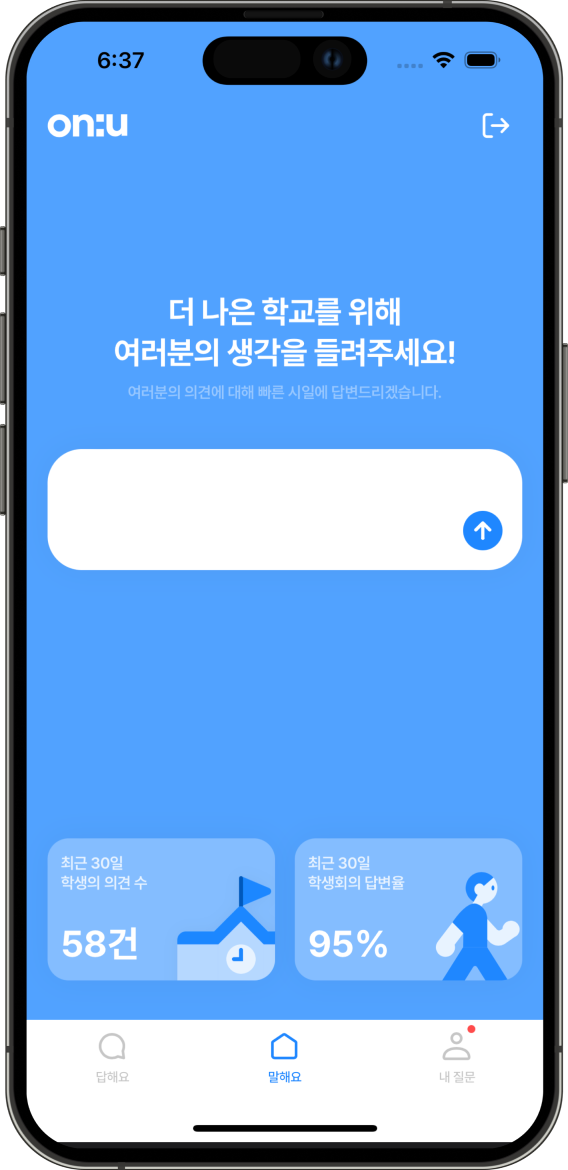 6:37
on:u
더 나은 학교를 위해
여러분의 생각을 들려주세요!
여러분의 의견에 대해 빠른 시일에 답변드리겠습니다.
최근 30일
학생의 의견 수
58건
최근 30일
학생회의 답변율
95%
답해요
말해요
내 질문